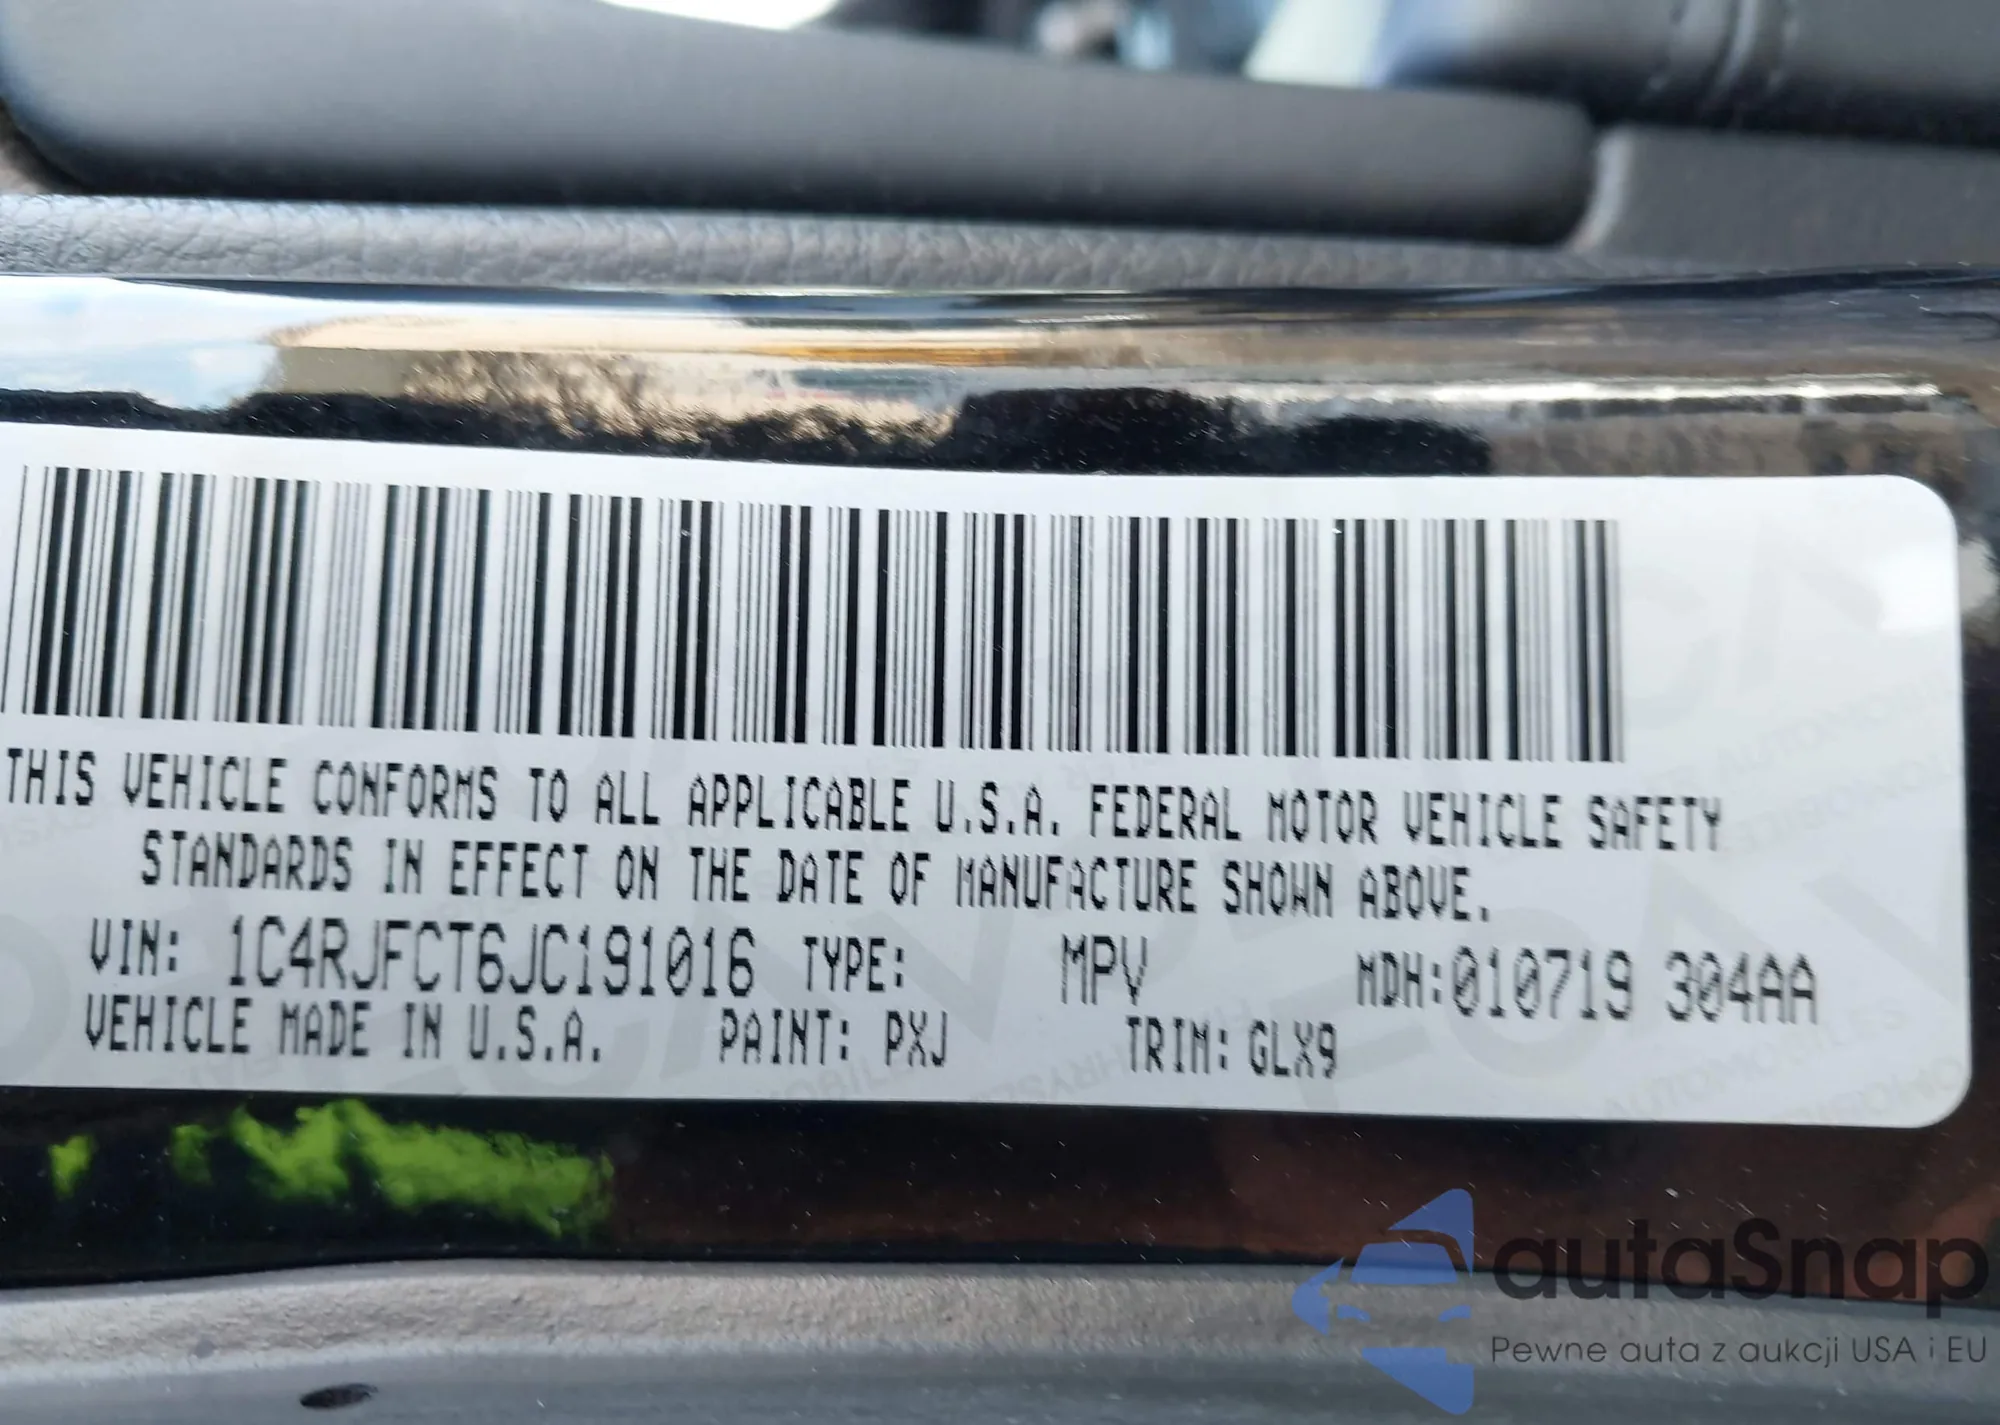 THIS VEHICLE CONFORMS TO ALL APPLICABLE U.S.A. FEDERAL MOTOR VEHICLE SAFETY
STANDARDS IN EFFECT ON THE DATE OF MANUFACTURE SHOWN ABOVE.
VIN: 1C4RJFCT6JC191016 TYPE: MPV MDH:010719 304AA
VEHICLE MADE IN U.S.A. PAINT: PXJ TRIM: GLX9
autaSnap
Pewne auta z aukcji USA i EU